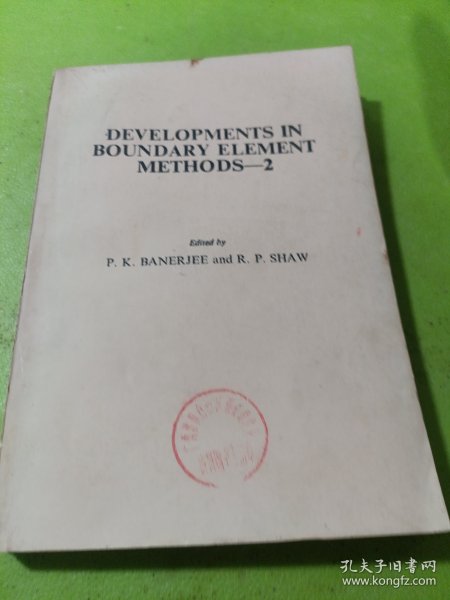 DEVELOPMENTS IN
BOUNDARY ELEMENT
METHODS—2
Edited by
P. K. BANERJEE and R. P. SHAW
孔夫子旧书网
www.kongfz.com